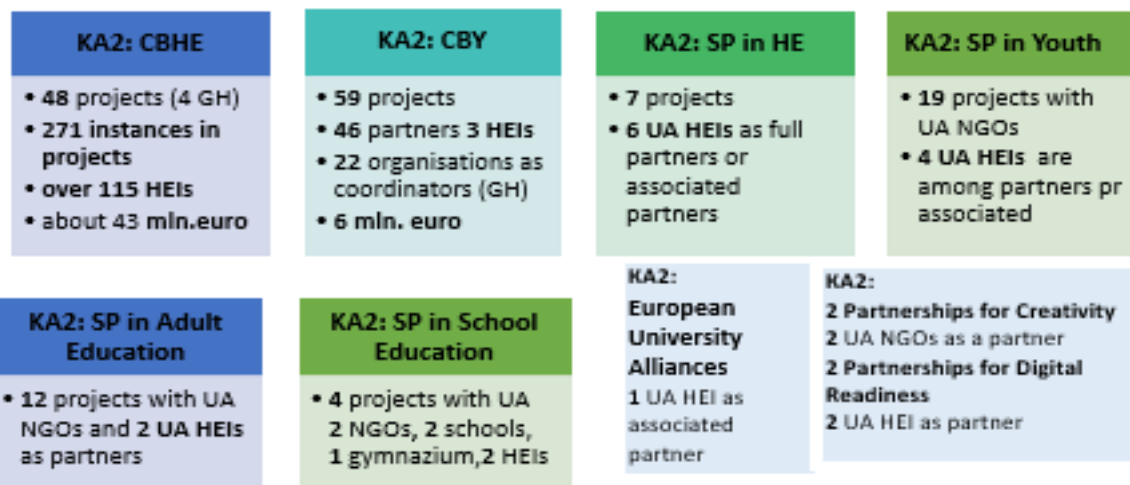 KA2: CBHE
• 48 projects (4 GH)
• 271 instances in
projects
• over 115 HEIs
• about 43 mln.euro
KA2: CBY
• 59 projects
• 46 partners 3 HEIs
• 22 organisations as
coordinators (GH)
• 6 mln. euro
KA2: SP in HE
• 7 projects
• 6 UA HEIs as full
partners or
associated
partners
KA2: SP in Youth
• 19 projects with
UA NGOs
• 4 UA HEIs are
among partners pr
associated
KA2: SP in Adult
Education
• 12 projects with UA
NGOs and 2 UA HEIs
as partners
KA2: SP in School
Education
• 4 projects with UA
2 NGOs, 2 schools,
1 gymnazium,2 HEIs
KA2:
European
University
Alliances
1 UA HEI as
associated
partner
KA2:
2 Partnerships for Creativity
2 UA NGOs as a partner
2 Partnerships for Digital
Readiness
2 UA HEI as partner